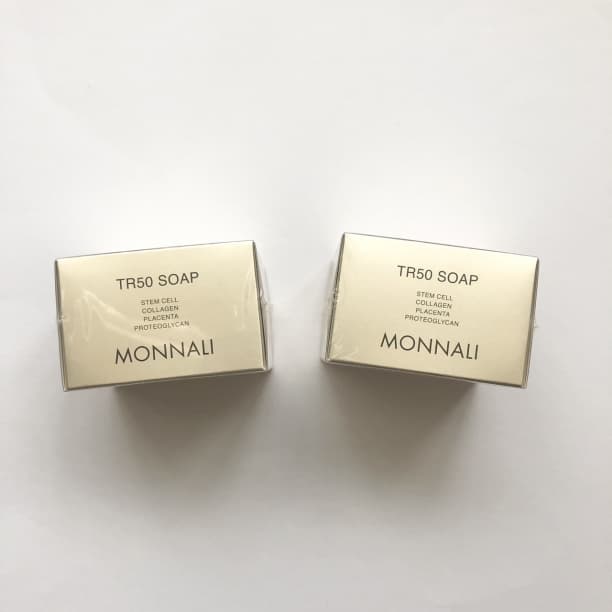 TR50 SOAP
STEM CELL
COLLAGEN
PLACENTA
PROTEOGLYCAN
MONNALI
TR50 SOAP
STEM CELL
COLLAGEN
PLACENTA
PROTEOGLYCAN
MONNALI